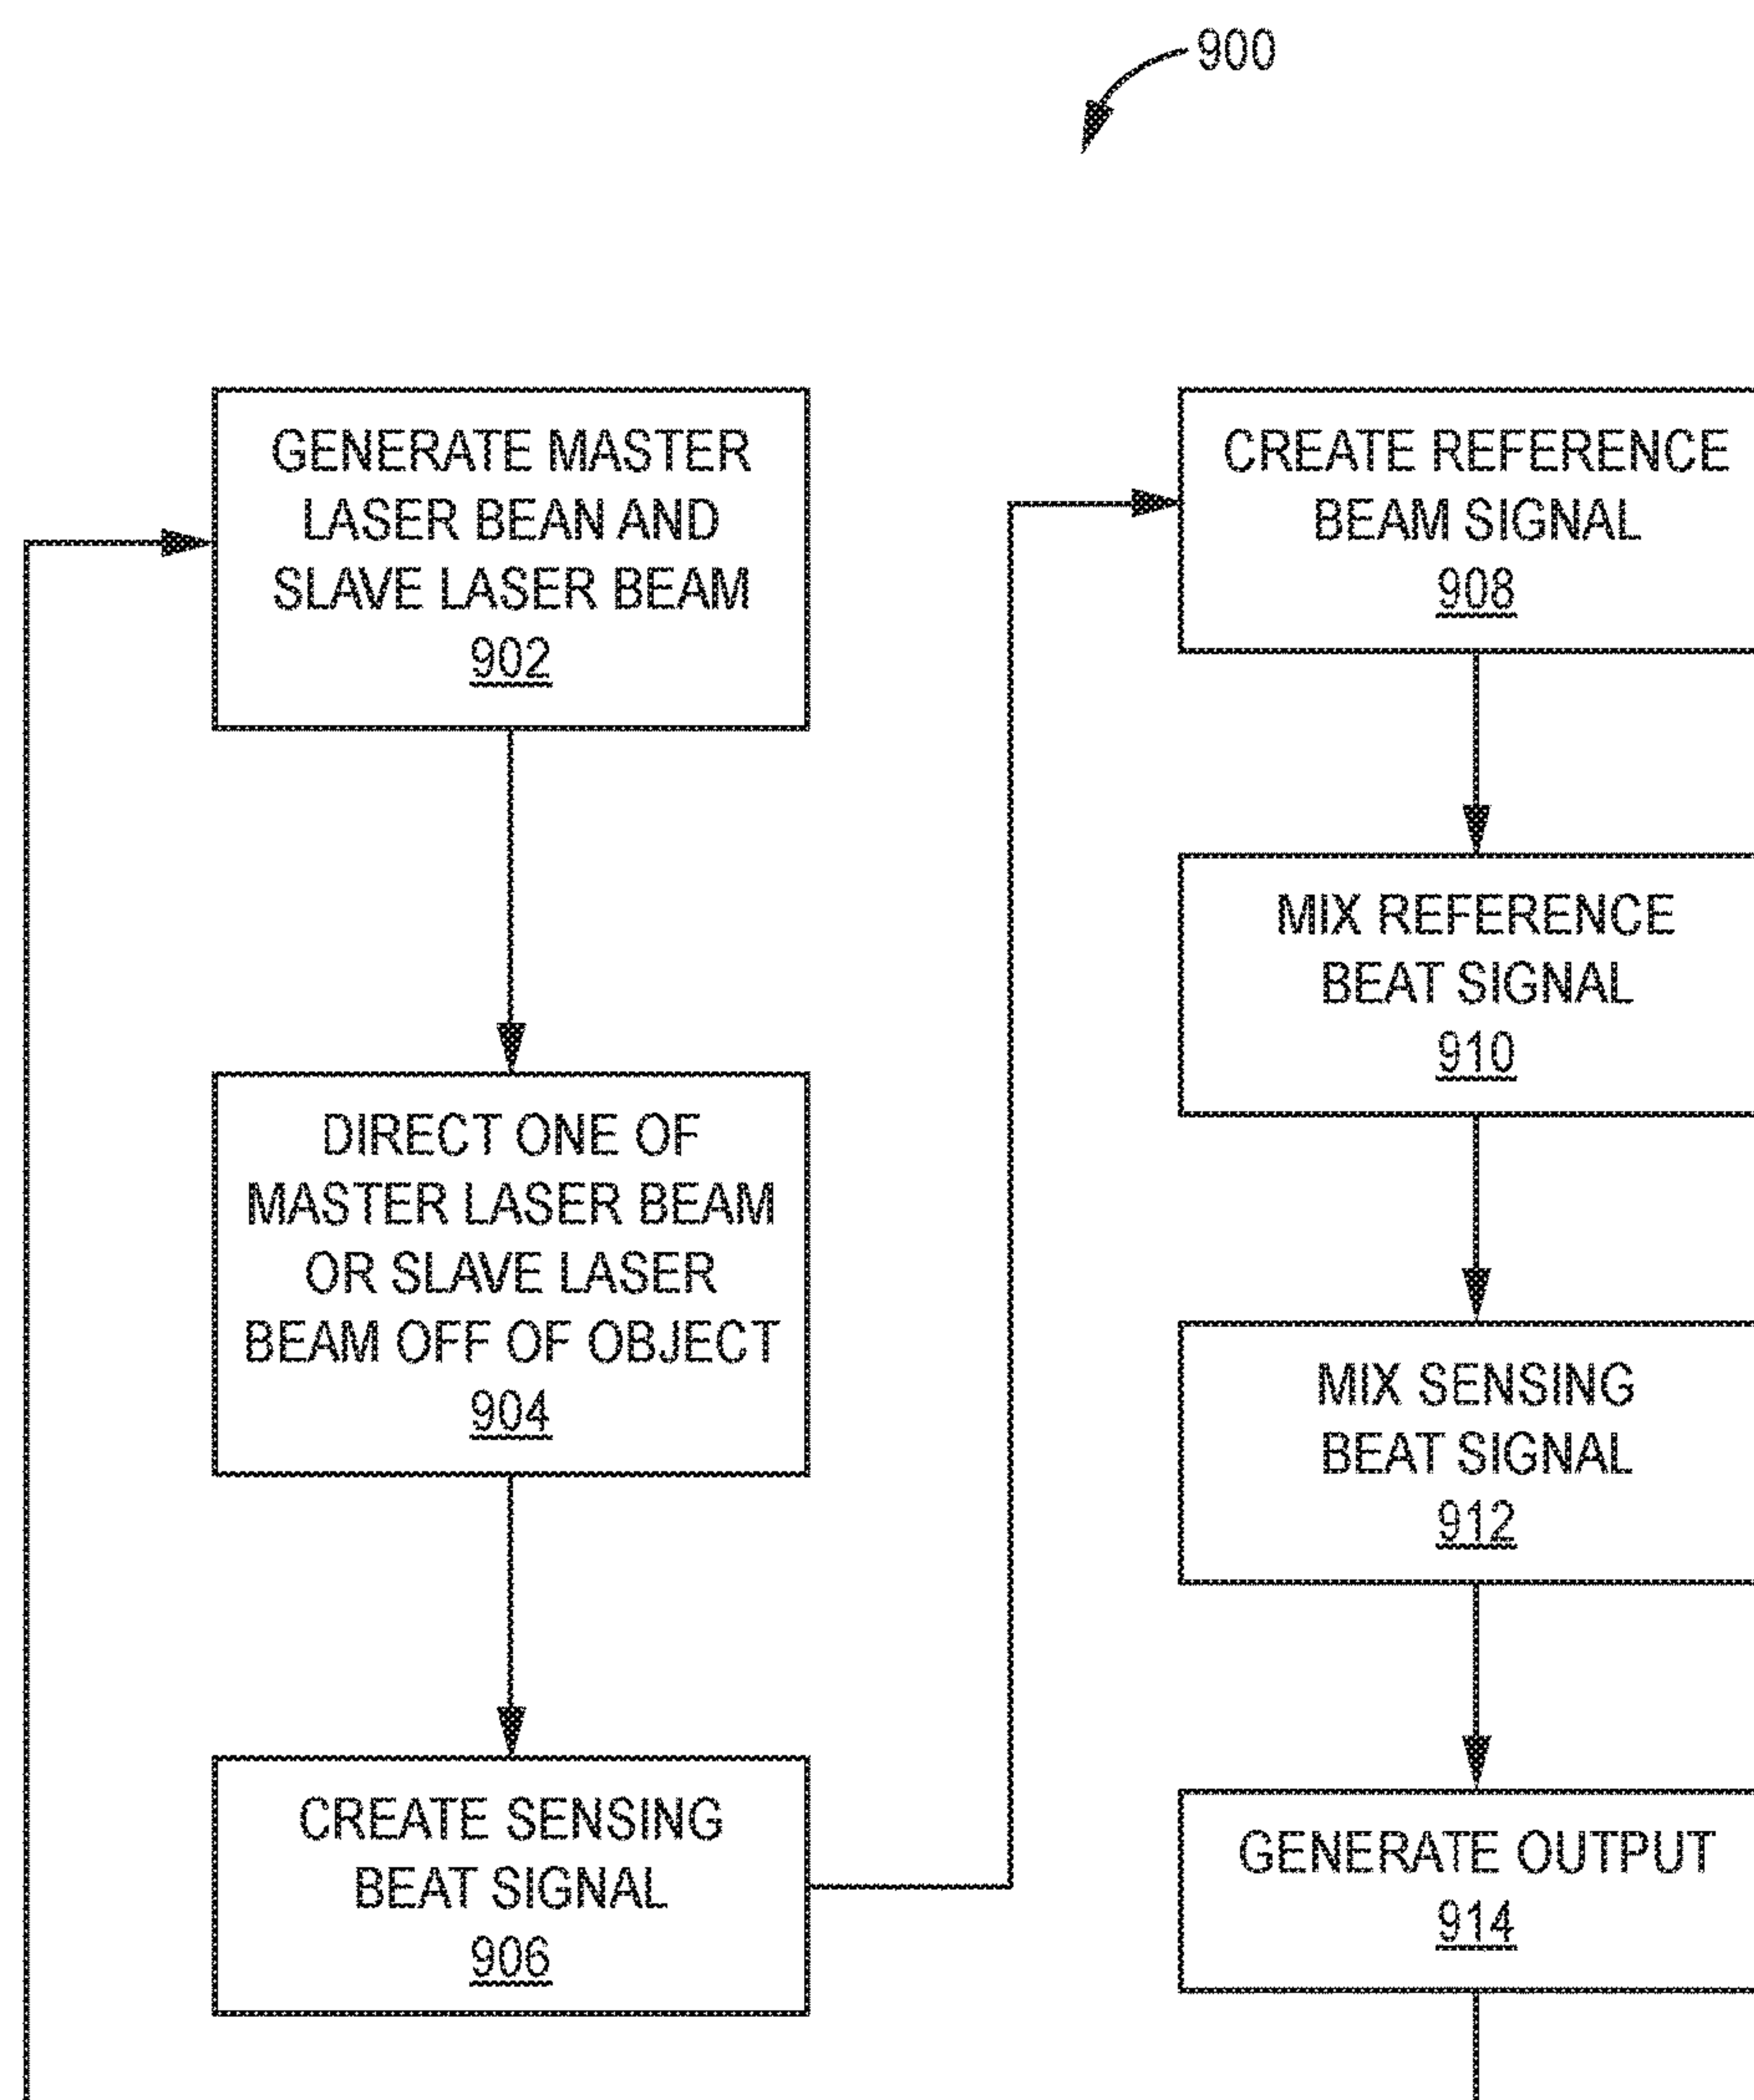 900
GENERATE MASTER
LASER BEAN AND
SLAVE LASER BEAM
902
DIRECT ONE OF
MASTER LASER BEAM
OR SLAVE LASER
BEAM OFF OF OBJECT
904
CREATE SENSING
BEAT SIGNAL
906
CREATE REFERENCE
BEAM SIGNAL
908
MIX REFERENCE
BEAT SIGNAL
910
MIX SENSING
BEAT SIGNAL
912
GENERATE OUTPUT
914